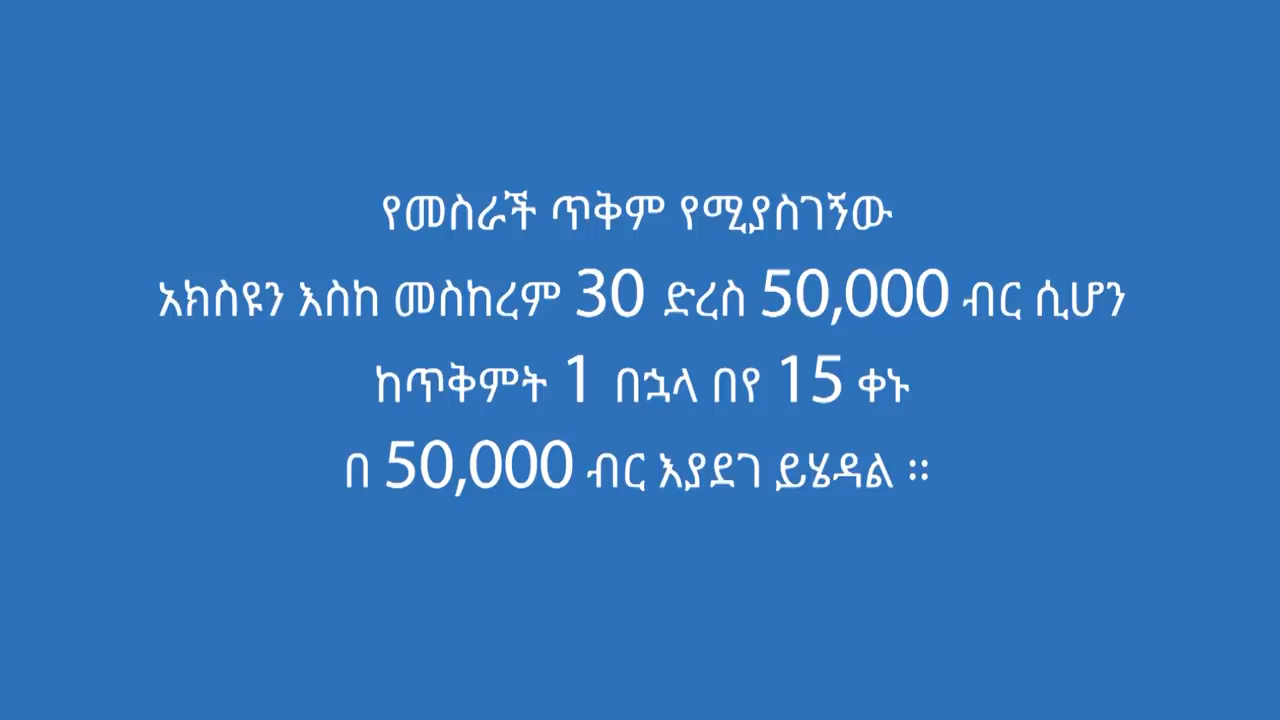 የመስራች ጥቅም የሚያስገኝው
አክስዩን እስከ መስከረም 30 ድረስ 50,000 ብር ሲሆን
ከጥቅምት 1 በኋላ በየ 15 ቀኑ
በ 50,000 ብር እያደገ ይሄዳል ።